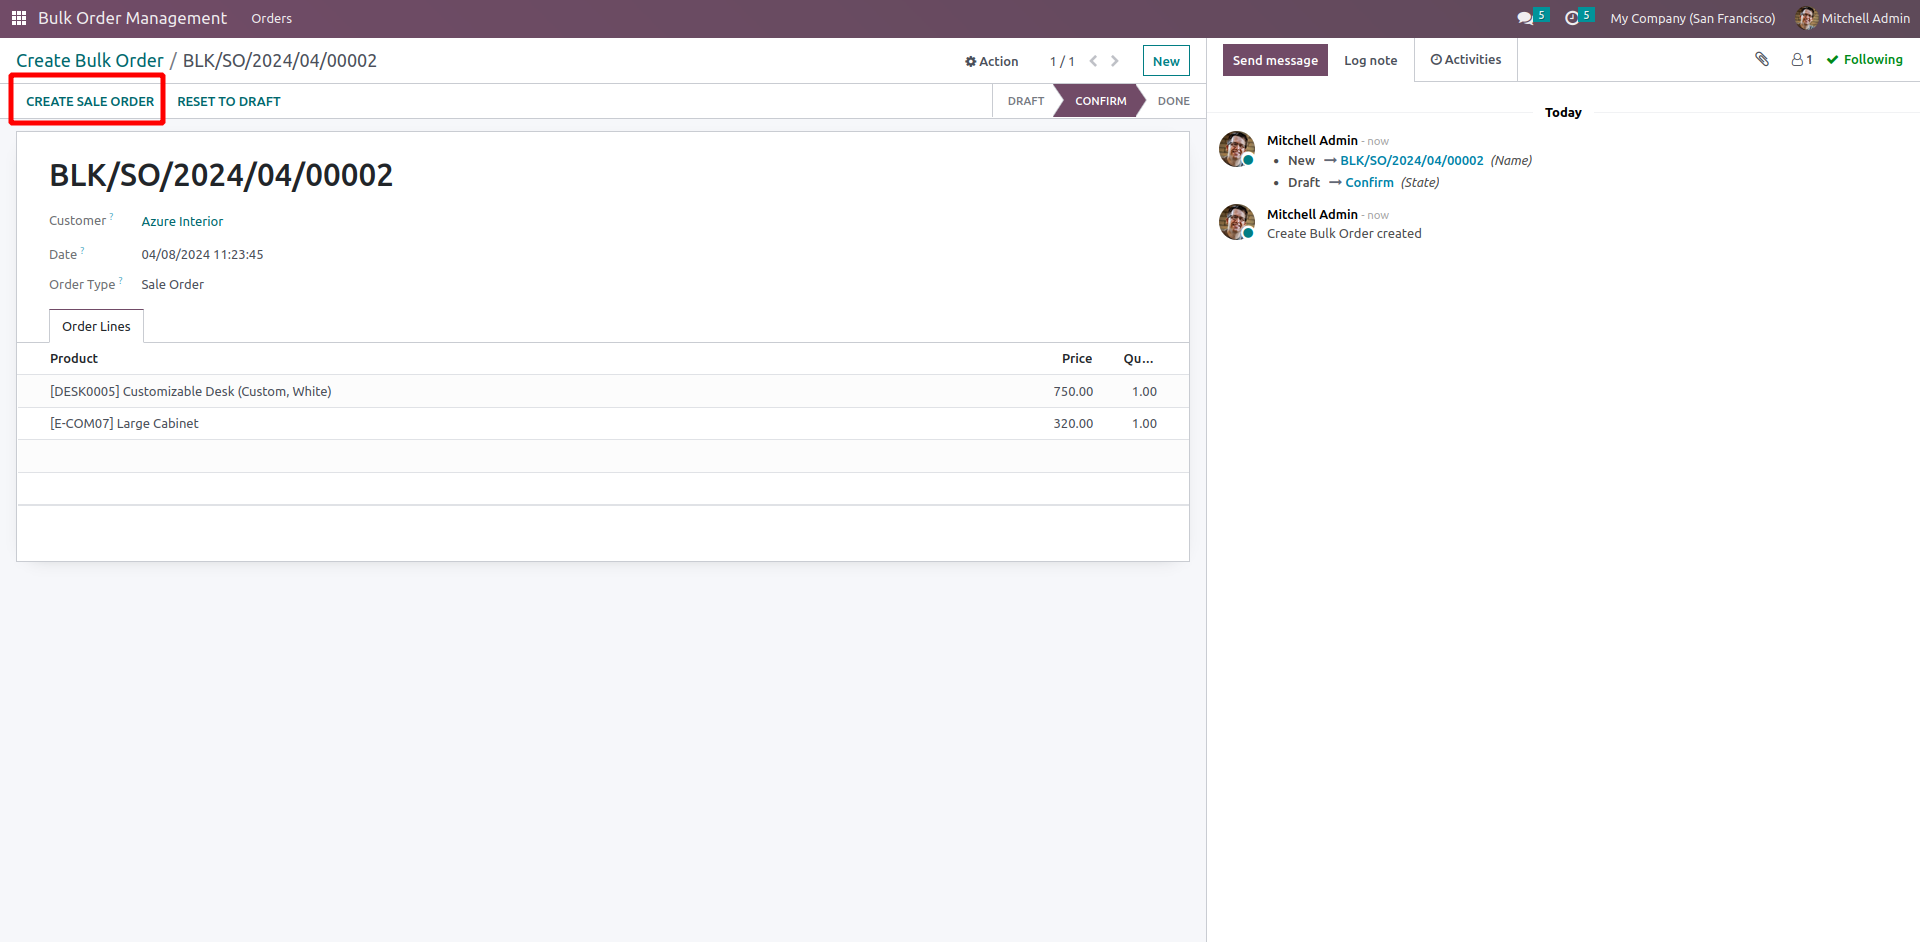 Bulk Order Management Orders 5 5 My Company (San Francisco) Mitchell Admin
Create Bulk Order / BLK/SO/2024/04/00002 Action 1 / 1 New
CREATE SALE ORDER RESET TO DRAFT DRAFT CONFIRM DONE
BLK/SO/2024/04/00002
Customer ? Azure Interior
Date ? 04/08/2024 11:23:45
Order Type ? Sale Order
Order Lines
Product Price Qu...
[DESK0005] Customizable Desk (Custom, White) 750.00 1.00
[E-COM07] Large Cabinet 320.00 1.00
Send message Log note Activities 1 Following
Today
Mitchell Admin - now
• New → BLK/SO/2024/04/00002 (Name)
• Draft → Confirm (State)
Mitchell Admin - now
Create Bulk Order created